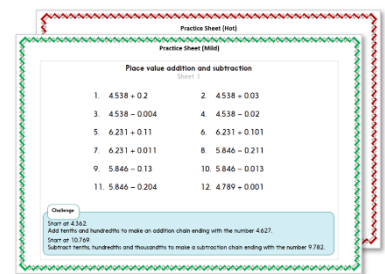 Practice Sheet (Hot)
Practice Sheet (Mild)
Place value addition and subtraction
Sheet 1
1. 4.538 + 0.2 2. 4.538 + 0.03
3. 4.538 – 0.004 4. 4.538 – 0.02
5. 6.231 + 0.11 6. 6.231 + 0.101
7. 6.231 + 0.011 8. 5.846 – 0.211
9. 5.846 – 0.13 10. 5.846 – 0.013
11. 5.846 – 0.204 12. 4.789 + 0.001
Challenge
Start at 4.362.
Add tenths and hundredths to make an addition chain ending with the number 4.627.
Start at 10.769.
Subtract tenths, hundredths and thousandths to make a subtraction chain ending with the number 9.782.